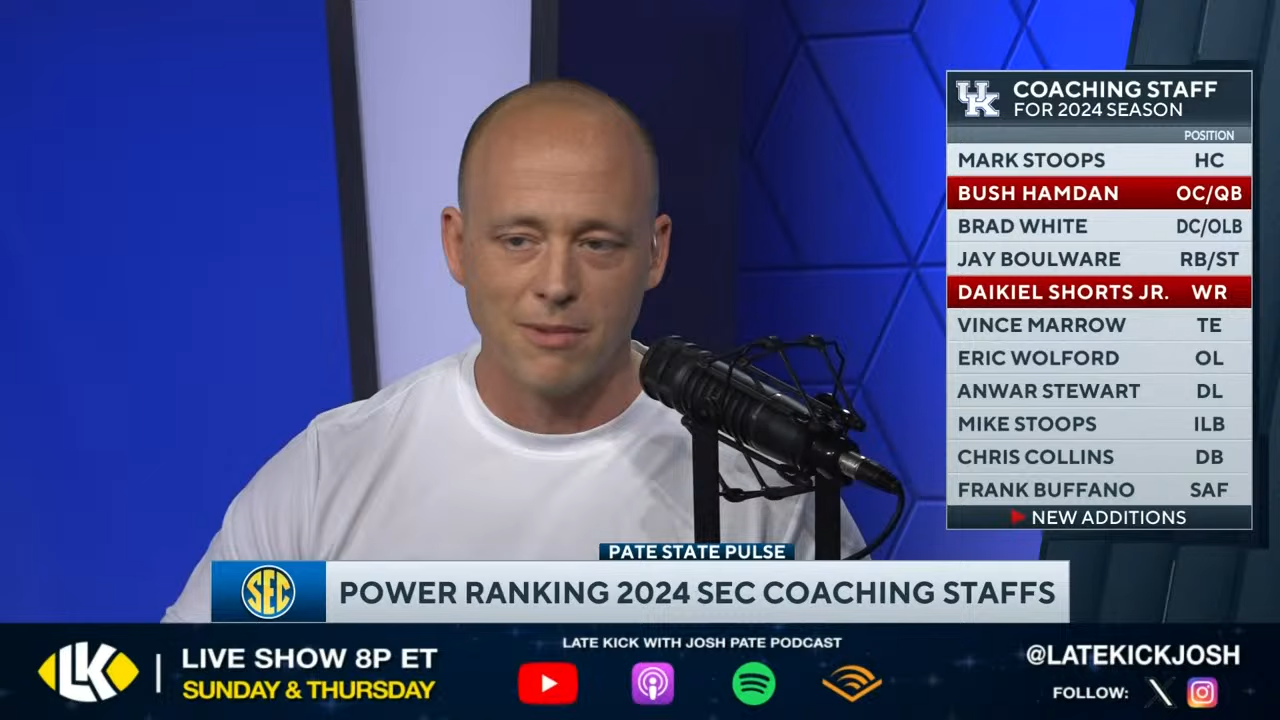 UK
COACHING STAFF
FOR 2024 SEASON
POSITION
MARK STOOPS HC
BUSH HAMDAN OC/QB
BRAD WHITE DC/OLB
JAY BOULWARE RB/ST
DAIKIEL SHORTS JR. WR
VINCE MARROW TE
ERIC WOLFORD OL
ANWAR STEWART DL
MIKE STOOPS ILB
CHRIS COLLINS DB
FRANK BUFFANO SAF
NEW ADDITIONS
PATE STATE PULSE
SEC
POWER RANKING 2024 SEC COACHING STAFFS
LK
LIVE SHOW 8P ET
SUNDAY & THURSDAY
LATE KICK WITH JOSH PATE PODCAST
@LATEKICKJOSH
FOLLOW: